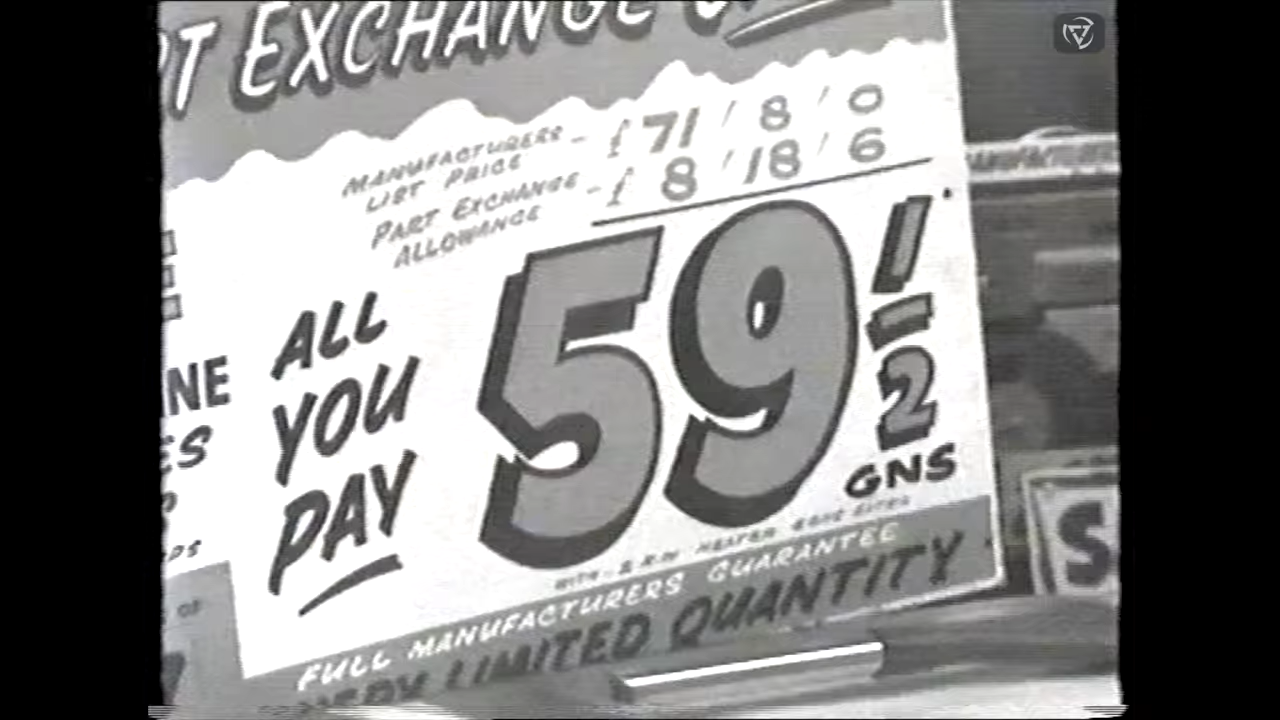 EXCHANGE
MANUFACTURERS - £71 / 8 / 0
LIST PRICE
PART EXCHANGE - £ 8 / 18 / 6
ALLOWANCE
ALL
YOU
PAY
59 1/2
GNS
FULL MANUFACTURERS GUARANTEE
VERY LIMITED QUANTITY
NE
ES
S